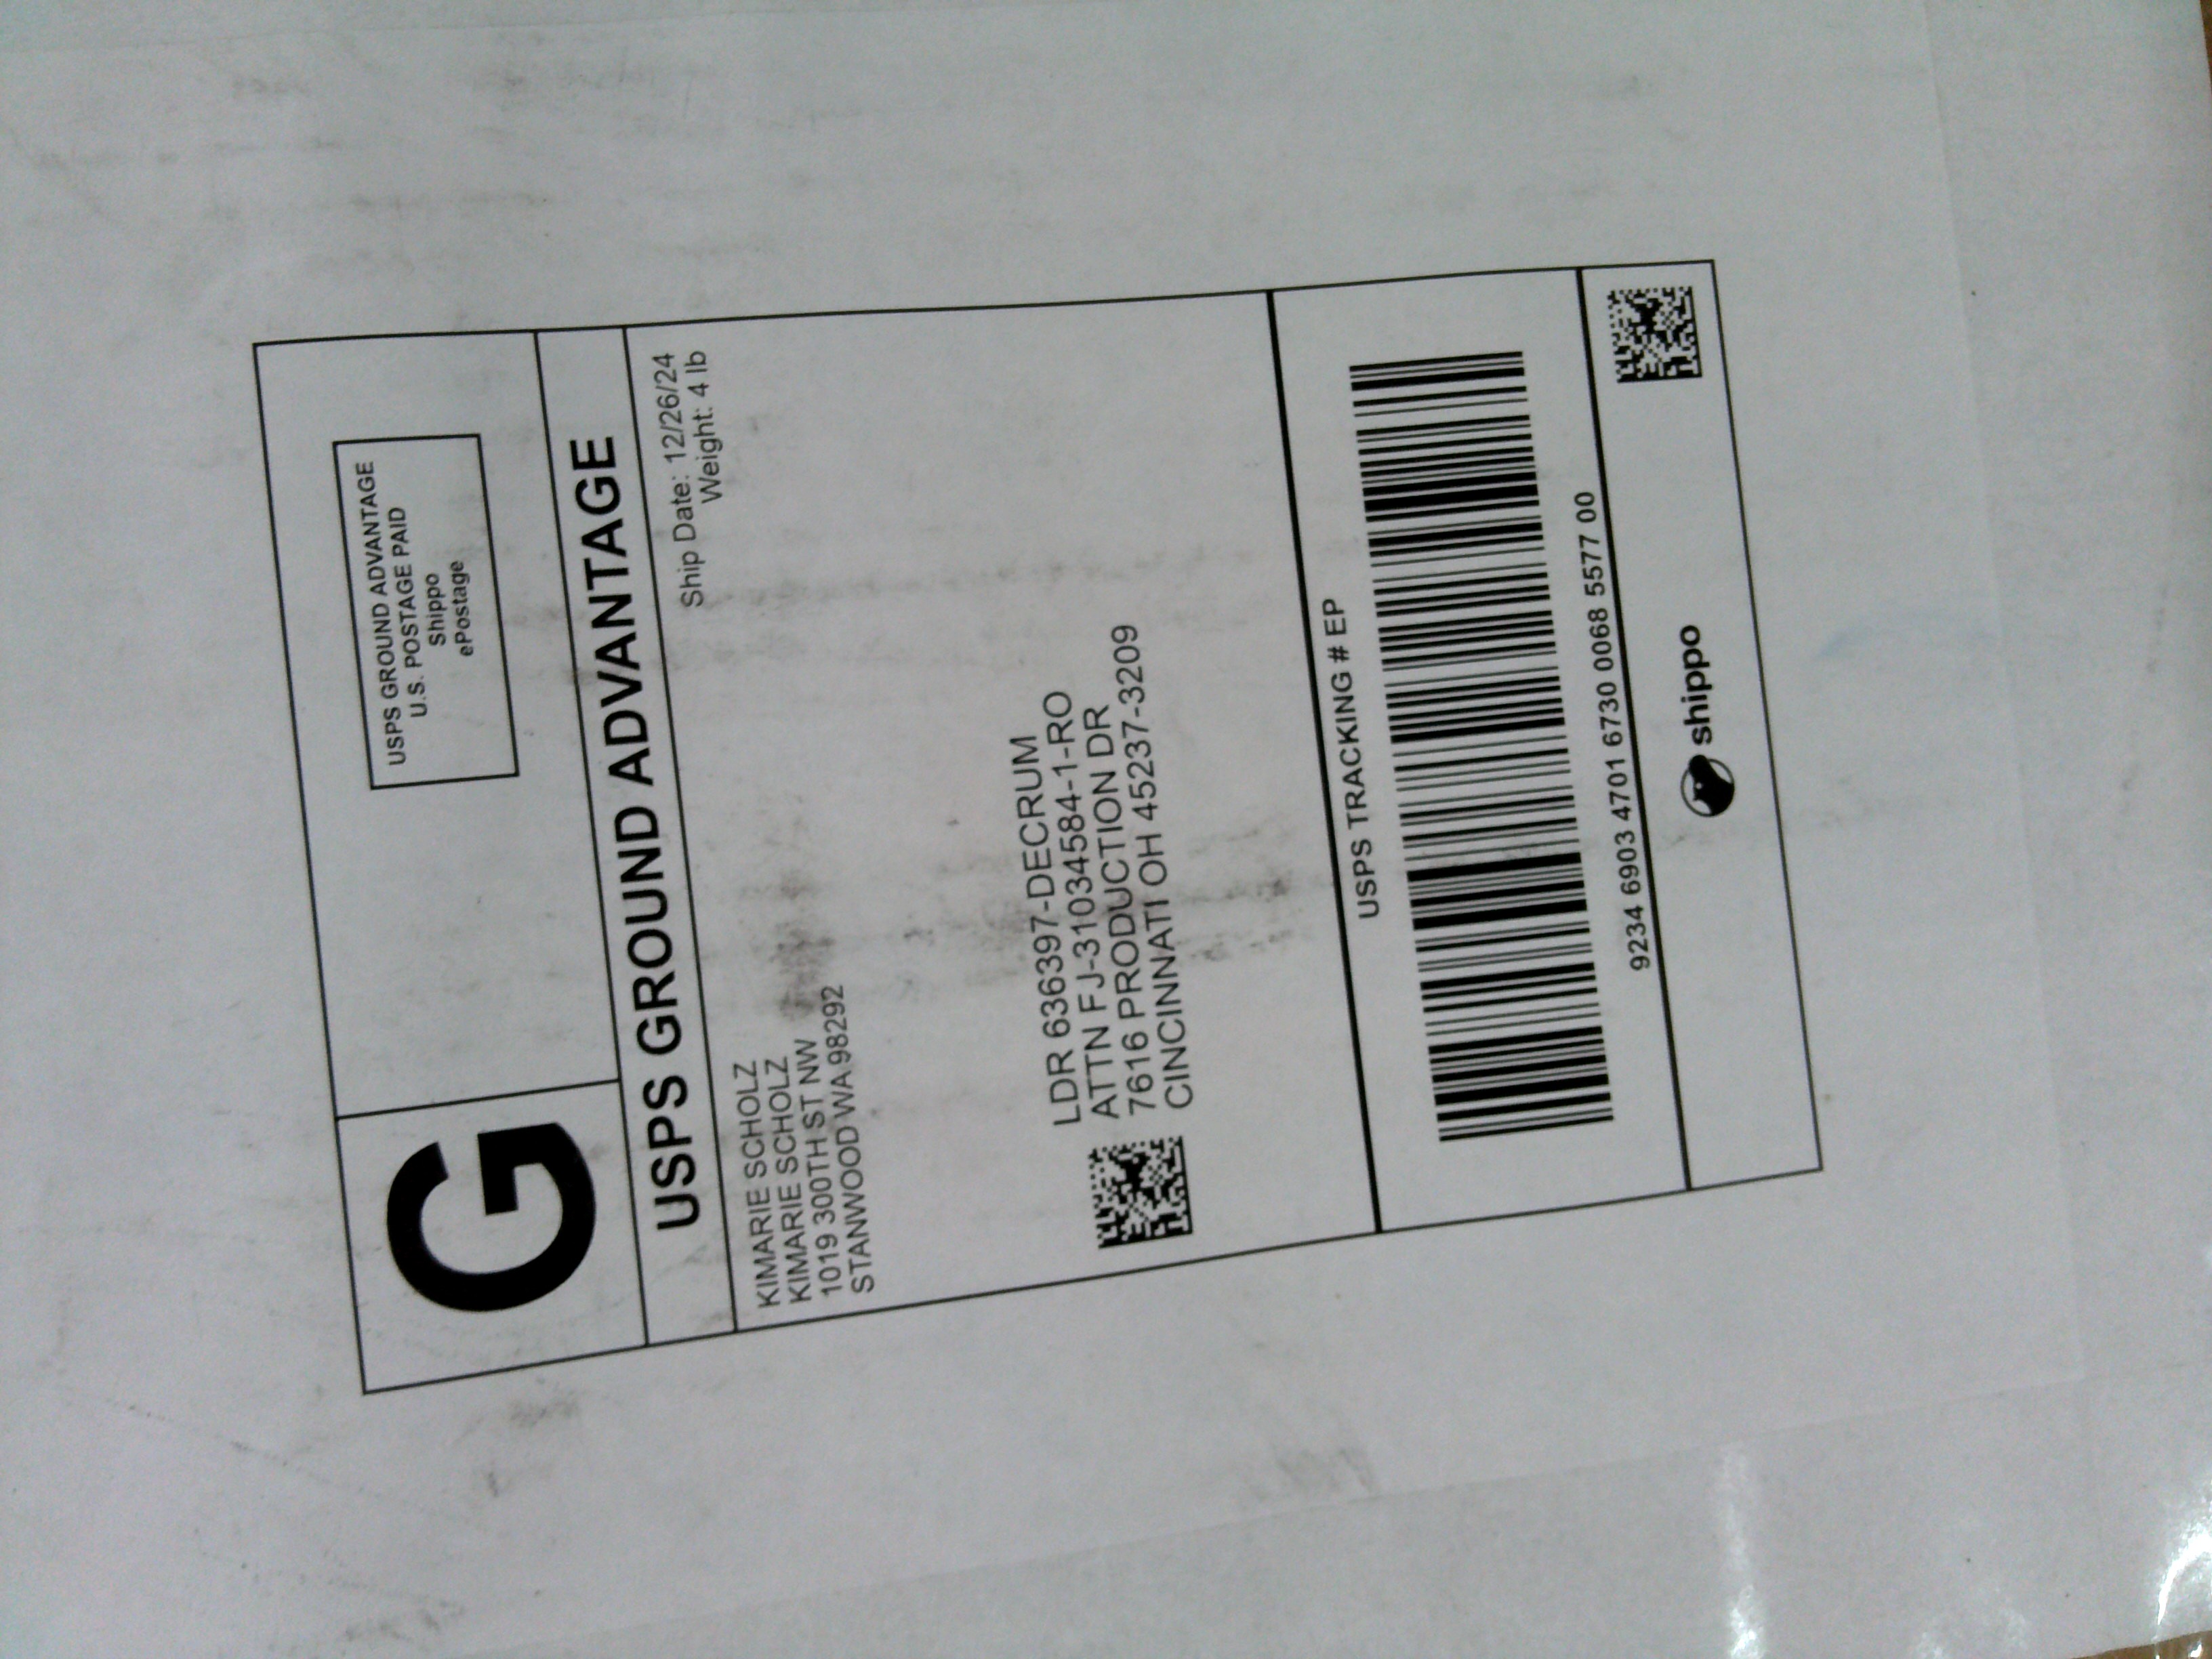 G
USPS GROUND ADVANTAGE
U.S. POSTAGE PAID
Shippo
ePostage
USPS GROUND ADVANTAGE
Ship Date: 12/26/24
Weight: 4 lb
KIMARIE SCHOLZ
KIMARIE SCHOLZ
1019 300TH ST NW
STANWOOD WA 98292
LDR 636397-DECRUM
ATTN FJ-31034584-1-RO
7616 PRODUCTION DR
CINCINNATI OH 45237-3209
USPS TRACKING # EP
9234 6903 4701 6730 0068 5577 00
shippo